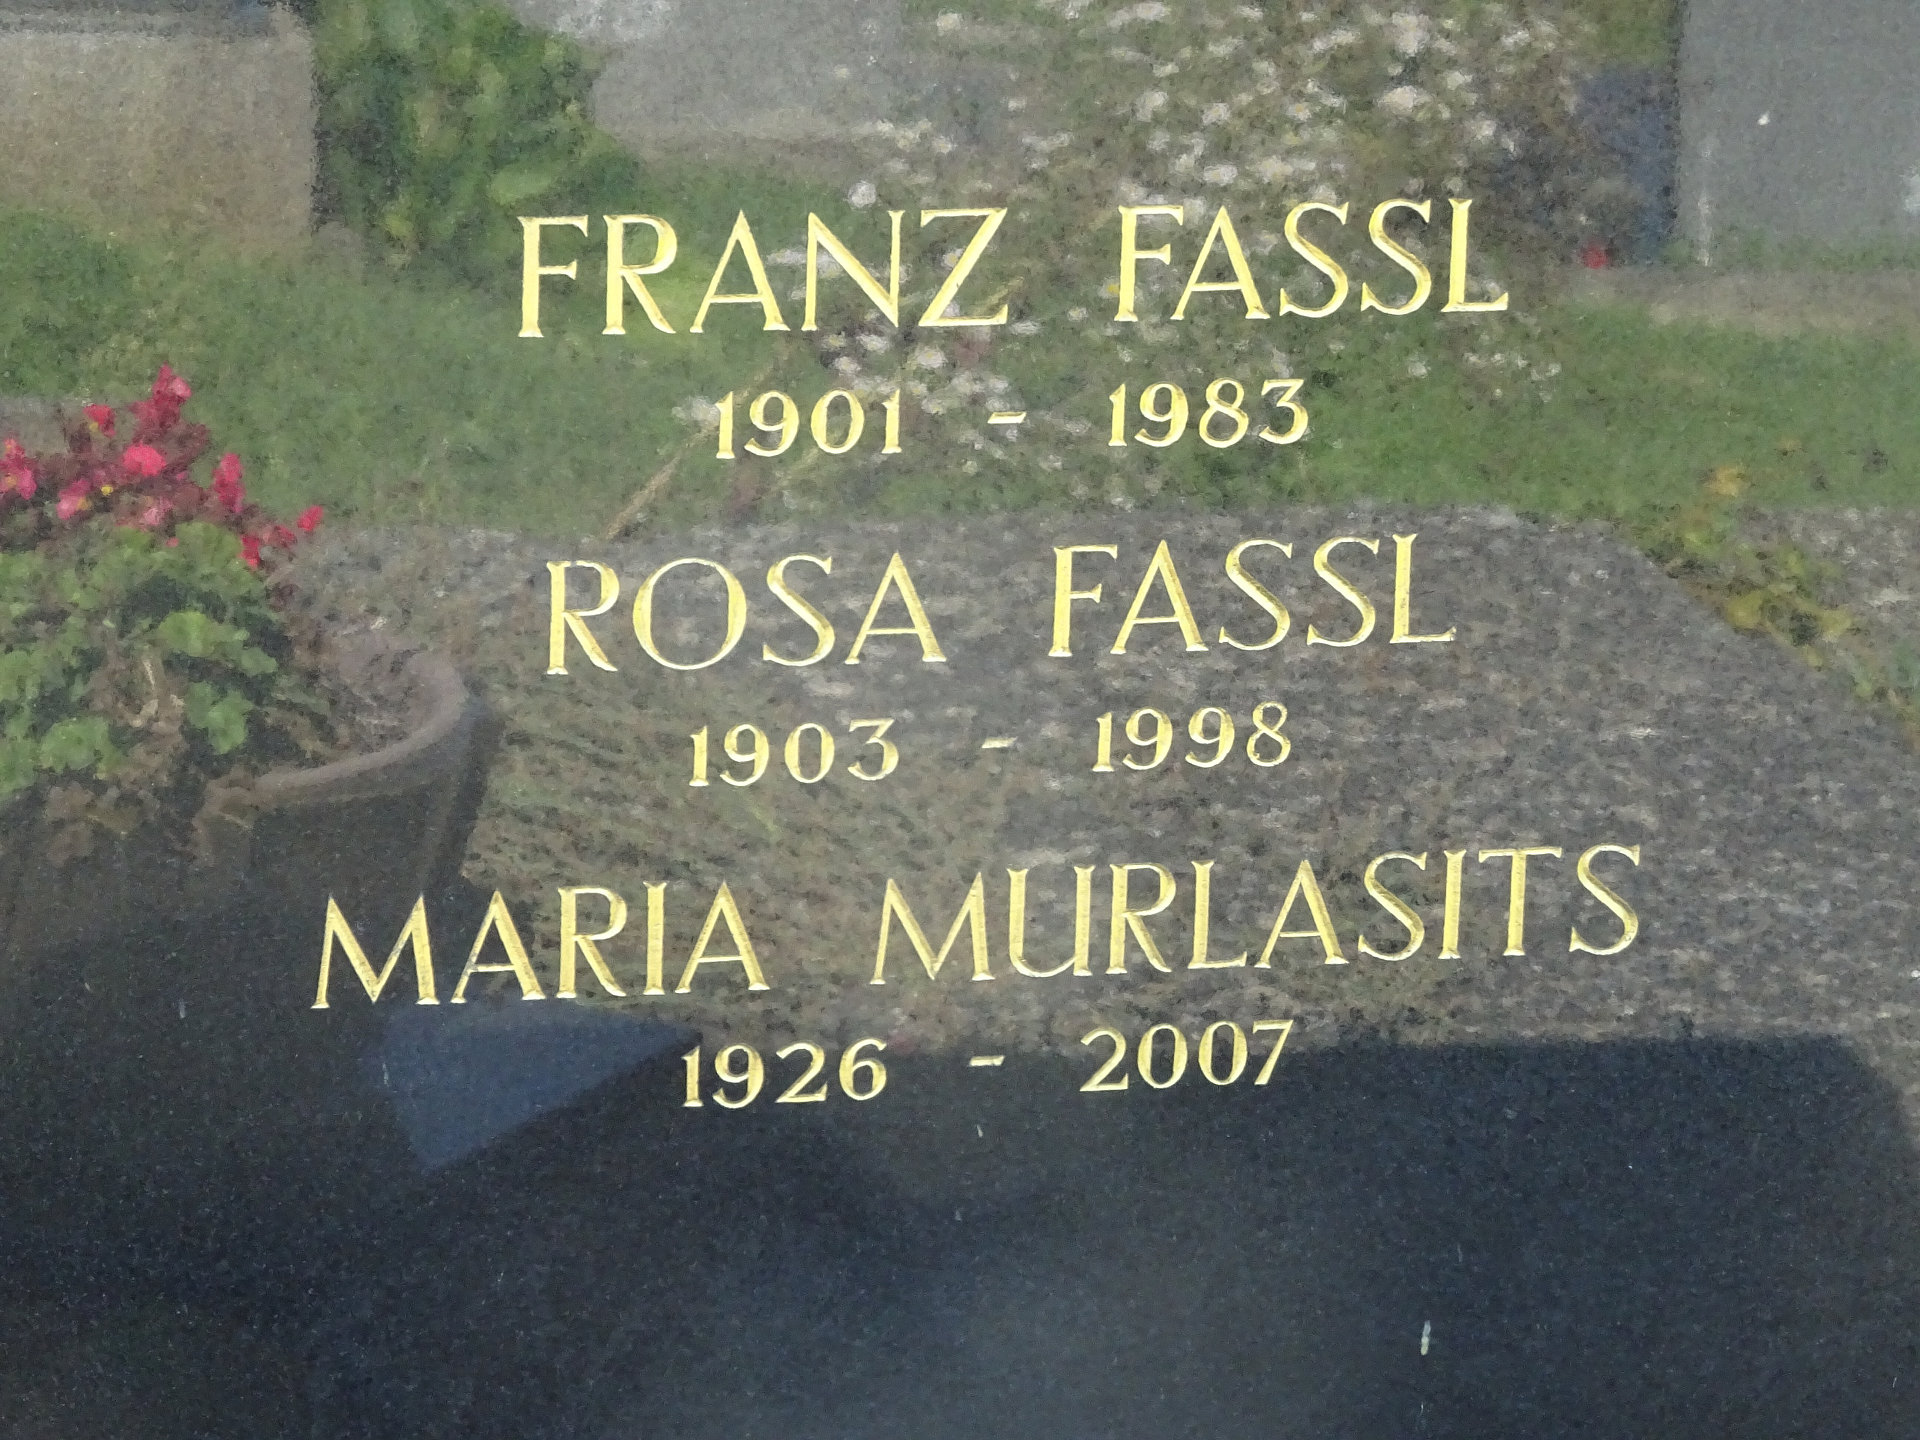 FRANZ FASSL
1901 - 1983
ROSA FASSL
1903 - 1998
MARIA MURLASITS
1926 - 2007